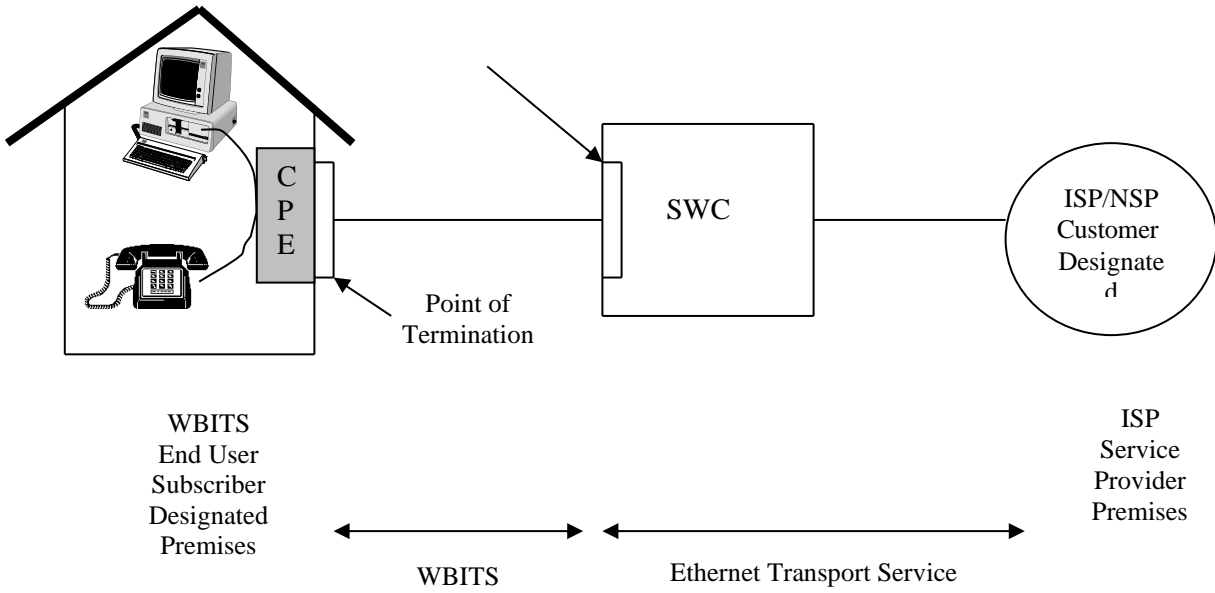 C
P
E
Point of
Termination
SWC
ISP/NSP
Customer
Designate
d
WBITS
End User
Subscriber
Designated
Premises
WBITS
Ethernet Transport Service
ISP
Service
Provider
Premises